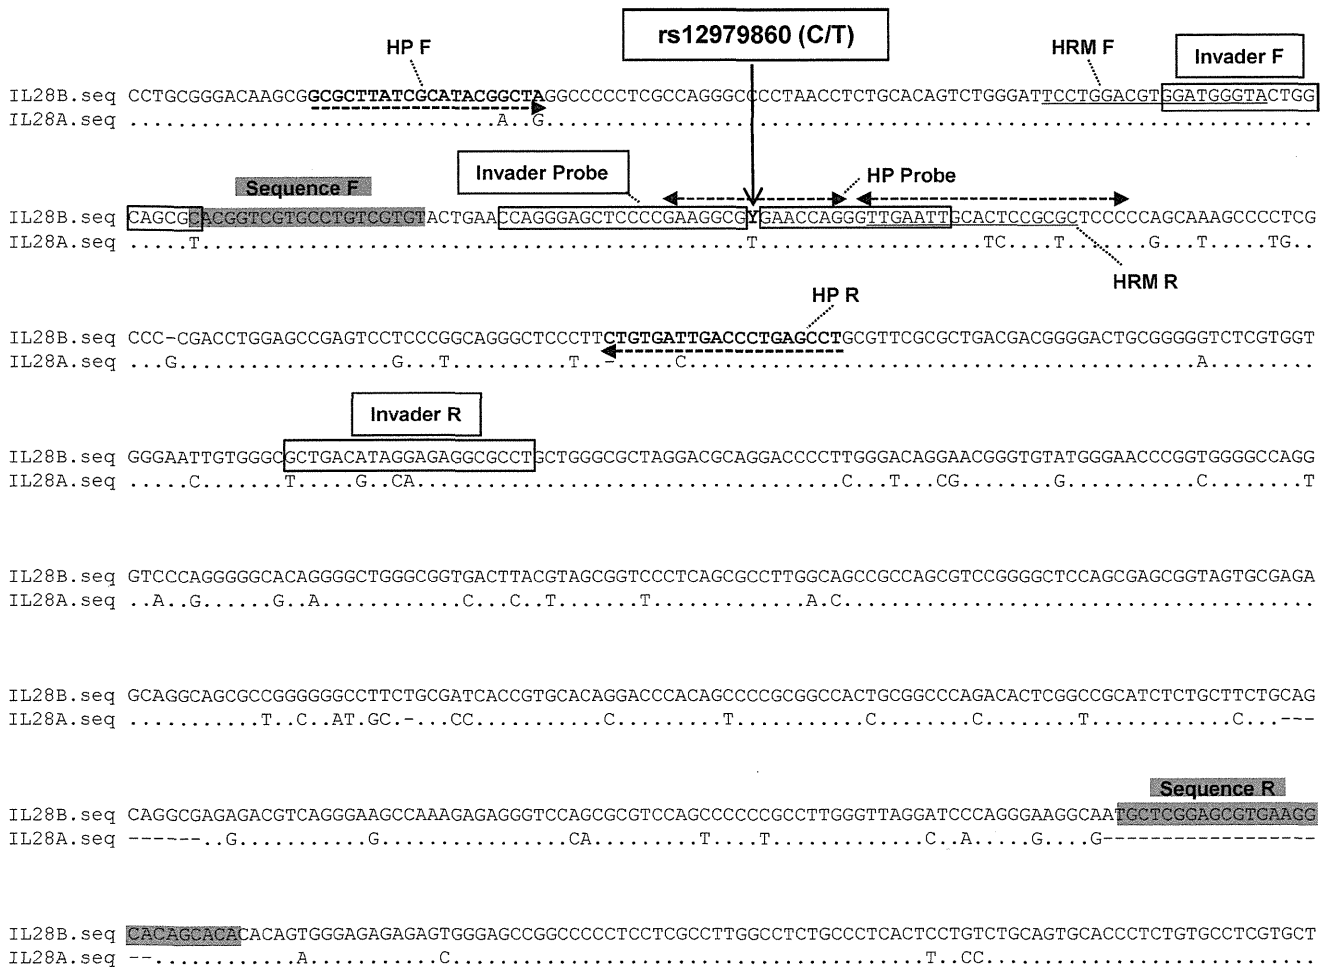 rs12979860 (C/T)
HP F
HRM F
Invader F
IL28B.seq CCTGCGGGACAAGCGGGCGCTTATCGCATACGGCTAGGCCCCCTCGCCAGGGCCCCTAACCTCTGCACAGTCTGGGATTCCTGGACGTGGATGGGTACTGG
IL28A.seq ...............................A..G.................................................................
Invader Probe
HP Probe
Sequence F
IL28B.seq CAGCGCACGGTCGTGCCTGTCGTGTACTGAACCAGGGAGCTCCCCGAAGGCGYGAACCAGGGTTGAATTGCACTCCGCGCTCCCCCAGCAAAGCCCCTCG
IL28A.seq .....T...............................................T...................TC....T.......G...T.....TG..
HRM R
HP R
IL28B.seq CCC-CGACCTGGAGCCGAGTCCTCCCGGCAGGGCTCCCTTCTGTGATTGACCCTGAGCCTGCGTTCGCGCTGACGACGGGGACTGCGGGGGTCTCGTGGT
IL28A.seq ...G...................G...T..........T..-.....C...........................................A.........
Invader R
IL28B.seq GGGAATTGTGGGCGCTGACATAGGAGAGGCGCCTGCTGGGCGCTAGGACGCAGGACCCCTTGGGACAGGAACGGGTGTATGGGAACCCGGTGGGGCCAGG
IL28A.seq .....C.......T.....G..CA....................................C...T...CG........G...........C........T
IL28B.seq GTCCCAGGGGGCACAGGGGCTGGGCGGTGACTTACGTAGCGGTCCCTCAGCGCCTTGGCAGCCGCCAGCGTCCGGGGCTCCAGCGAGCGGTAGTGCGAGA
IL28A.seq ..A..G......G..A............C...C..T.......T.............A.C........................................
IL28B.seq GCAGGCAGCGCCGGGGGGCCTTCTGCGATCACCGTGCACAGGACCCACAGCCCCGCGGCCACTGCGGCCCAGACACTCGGCCGCATCTCTGCTTCTGCAG
IL28A.seq ...........T..C..AT.GC.-...CC...........C.........T...........C........C........T............C...---
Sequence R
IL28B.seq CAGGCGAGAGACGTCAGGGAAGCCAAAGAGAGGGTCCAGCGCGTCCAGCCCCCCGCCTTGGGTTAGGATCCCAGGGAAGGCAATGCTCGGAGCGTGAAGG
IL28A.seq ------..G...........G................CA.........T....T.............C..A.....G....G------------------
IL28B.seq CACAGCACACACAGTGGGAGAGAGAGTGGGAGCCGGCCCCCTCCTCGCCTTGGCCTCTGCCCTCACTCCTGTCTGCAGTGCACCCTCTGTGCCTCGTGCT
IL28A.seq --............A...........C........................................T..CC............................